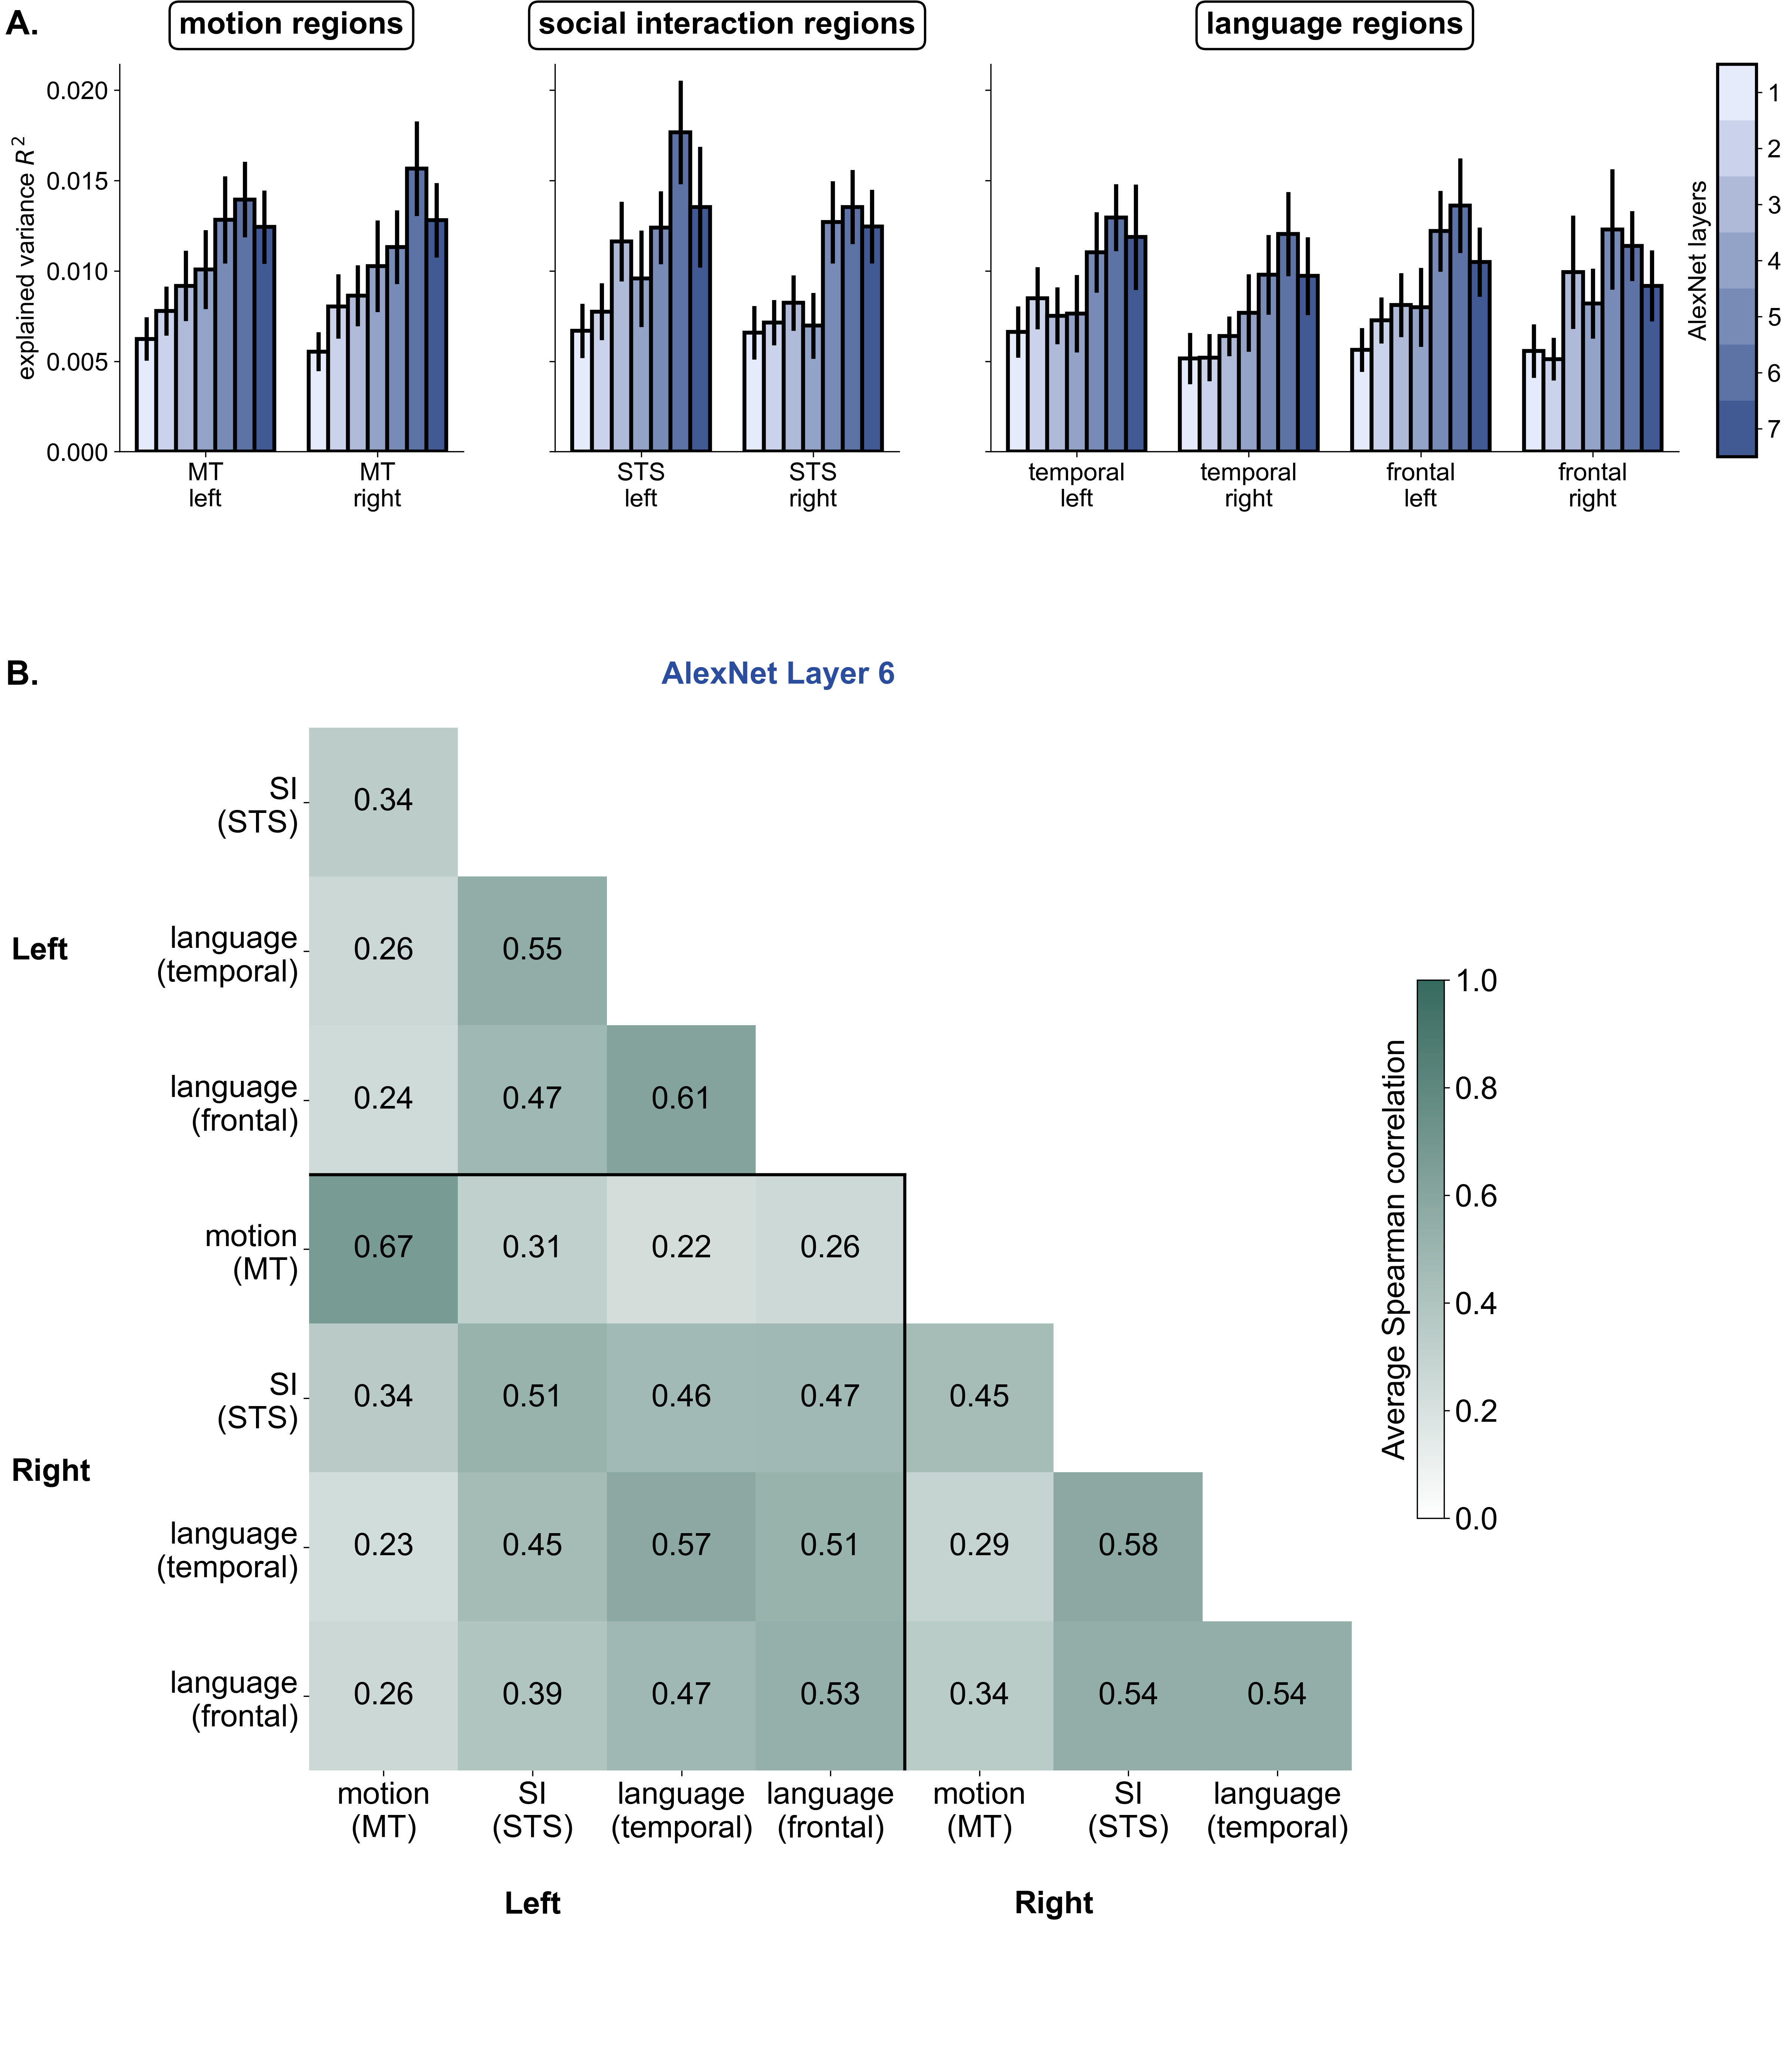 A.
motion regions
social interaction regions
language regions
explained variance R²
0.020
0.015
0.010
0.005
0.000
MT
left
MT
right
STS
left
STS
right
temporal
left
temporal
right
frontal
left
frontal
right
AlexNet layers
1
2
3
4
5
6
7
B.
AlexNet Layer 6
Left
Right
SI
(STS)
0.34
language
(temporal)
0.26 0.55
language
(frontal)
0.24 0.47 0.61
motion
(MT)
0.67 0.31 0.22 0.26
SI
(STS)
0.34 0.51 0.46 0.47 0.45
language
(temporal)
0.23 0.45 0.57 0.51 0.29 0.58
language
(frontal)
0.26 0.39 0.47 0.53 0.34 0.54 0.54
motion
(MT)
SI
(STS)
language
(temporal)
language
(frontal)
motion
(MT)
SI
(STS)
language
(temporal)
Left
Right
Average Spearman correlation
1.0
0.8
0.6
0.4
0.2
0.0